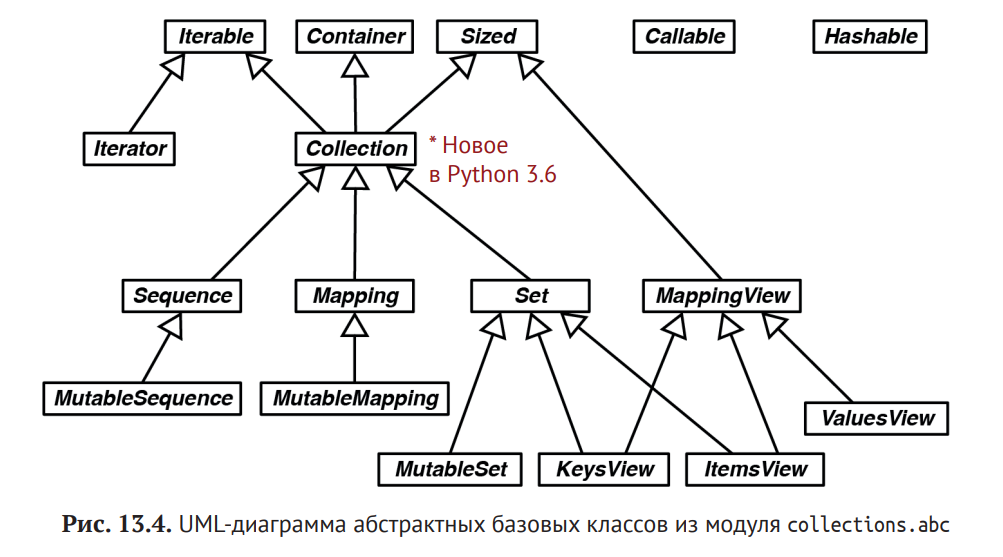 Iterable Container Sized Callable Hashable
Iterator Collection * Новое
в Python 3.6
Sequence Mapping Set MappingView
MutableSequence MutableMapping ValuesView
MutableSet KeysView ItemsView
Рис. 13.4. UML-диаграмма абстрактных базовых классов из модуля collections.abc